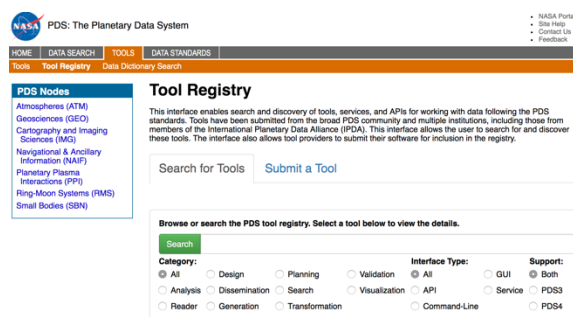 NASA
PDS: The Planetary Data System
NASA Porta
Site Help
Contact Us
Feedback
HOME DATA SEARCH TOOLS DATA STANDARDS
Tools Tool Registry Data Dictionary Search
PDS Nodes
Atmospheres (ATM)
Geosciences (GEO)
Cartography and Imaging
Sciences (IMG)
Navigational & Ancillary
Information (NAIF)
Planetary Plasma
Interactions (PPI)
Ring-Moon Systems (RMS)
Small Bodies (SBN)
Tool Registry
This interface enables search and discovery of tools, services, and APIs for working with data following the PDS
standards. Tools have been submitted from the broad PDS community and multiple institutions, including those from
members of the International Planetary Data Alliance (IPDA). This interface allows the user to search for and discover
these tools. The interface also allows tool providers to submit their software for inclusion in the registry.
Search for Tools Submit a Tool
Browse or search the PDS tool registry. Select a tool below to view the details.
Search
Category: Interface Type: Support:
All Design Planning Validation All GUI Both
Analysis Dissemination Search Visualization API Service PDS3
Reader Generation Transformation Command-Line PDS4